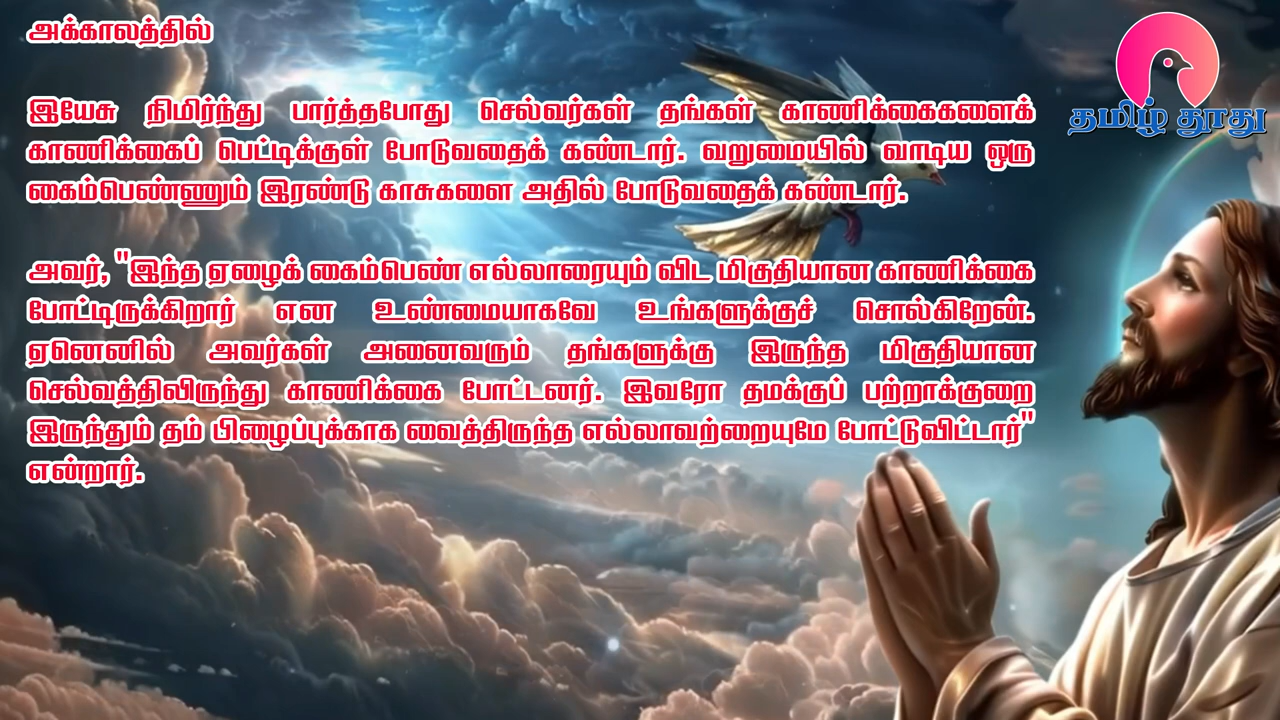 அக்காலத்தில்
தமிழ் தூது
இயேசு நிமிர்ந்து பார்த்தபோது செல்வர்கள் தங்கள் காணிக்கைகளைக்
காணிக்கைப் பெட்டிக்குள் போடுவதைக் கண்டார். வறுமையில் வாடிய ஒரு
கைம்பெண்ணும் இரண்டு காசுகளை அதில் போடுவதைக் கண்டார்.
அவர், "இந்த ஏழைக் கைம்பெண் எல்லாரையும் விட மிகுதியான காணிக்கை
போட்டிருக்கிறார் என உண்மையாகவே உங்களுக்குச் சொல்கிறேன்.
ஏனெனில் அவர்கள் அனைவரும் தங்களுக்கு இருந்த மிகுதியான
செல்வத்திலிருந்து காணிக்கை போட்டனர். இவரோ தமக்குப் பற்றாக்குறை
இருந்தும் தம் பிழைப்புக்காக வைத்திருந்த எல்லாவற்றையுமே போட்டுவிட்டார்"
என்றார்.